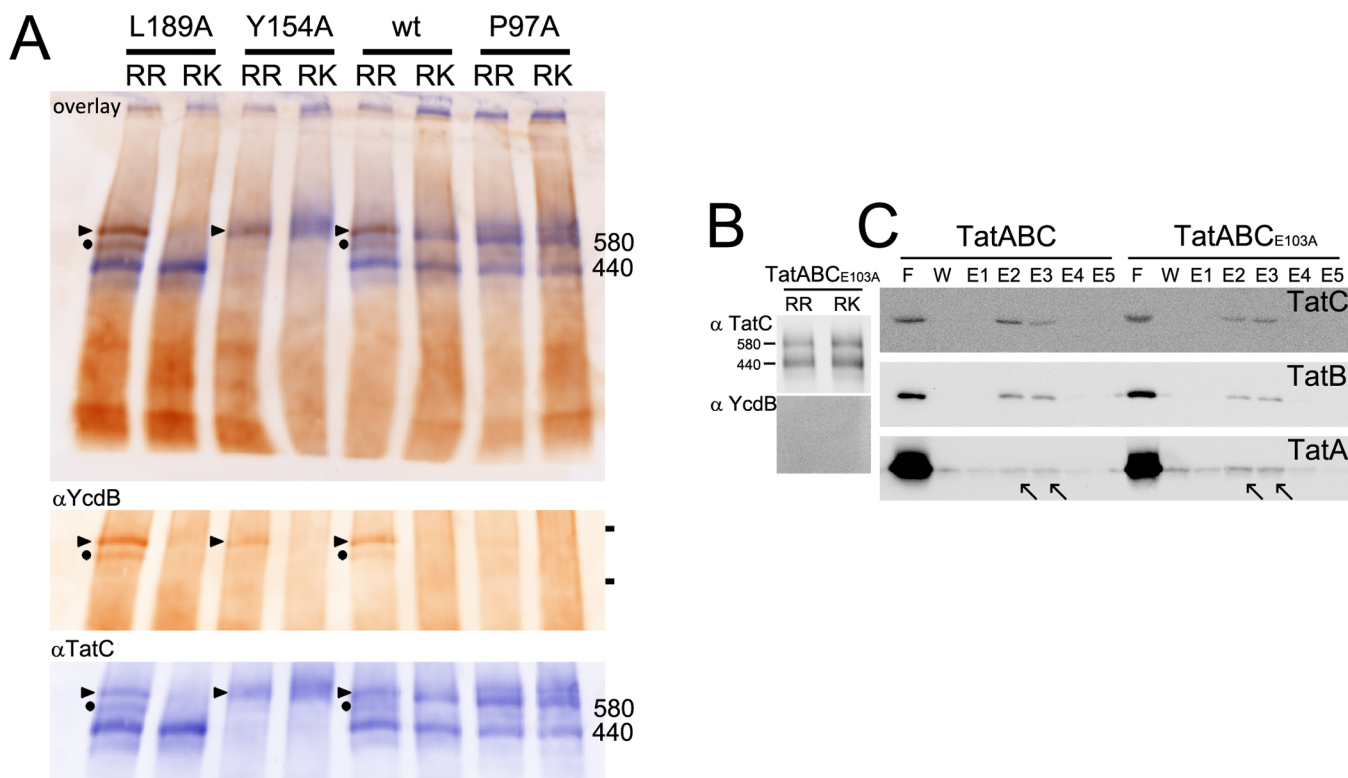 A
L189A Y154A wt P97A
RR RK RR RK RR RK RR RK
overlay
580
440
αYcdB
αTatC
580
440
B
TatABCE103A
RR RK
α TatC
580
440
α YcdB
C
TatABC TatABCE103A
F W E1 E2 E3 E4 E5 F W E1 E2 E3 E4 E5
TatC
TatB
TatA